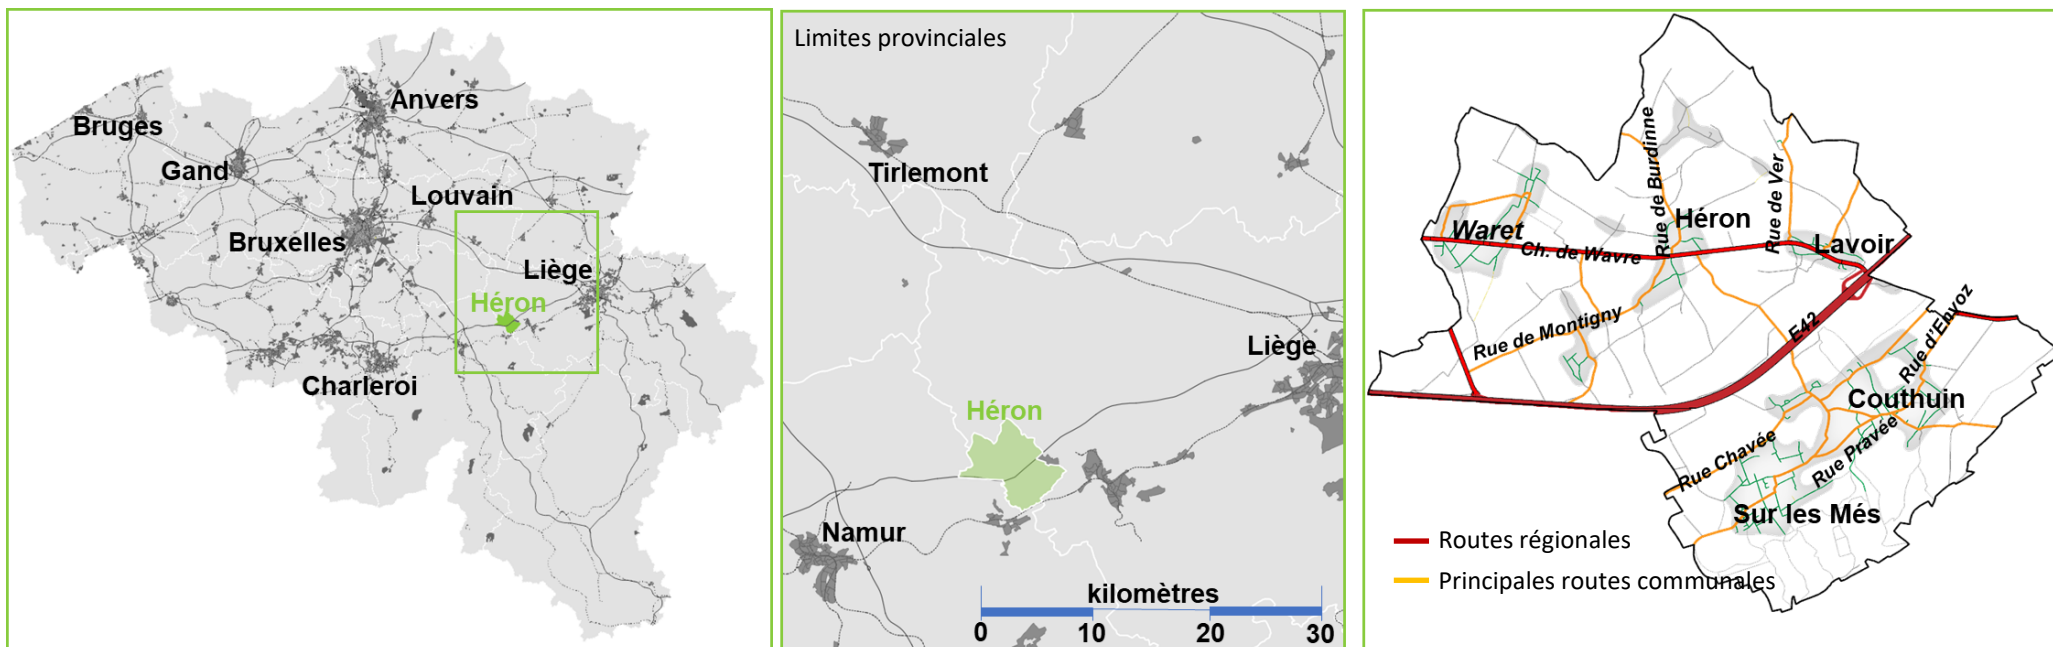 Anvers
Bruges
Gand
Louvain
Bruxelles
Liège
Héron
Charleroi
Limites provinciales
Tirlemont
Liège
Héron
Namur
kilomètres
0 10 20 30
Rue de Burdinne
Rue de Ver
Héron
Waret
Lavoir
Ch. de Wavre
Rue de Montigny
E42
Rue d'Envoz
Couthuin
Rue Chavée
Rue Pravée
Sur les Més
Routes régionales
Principales routes communales